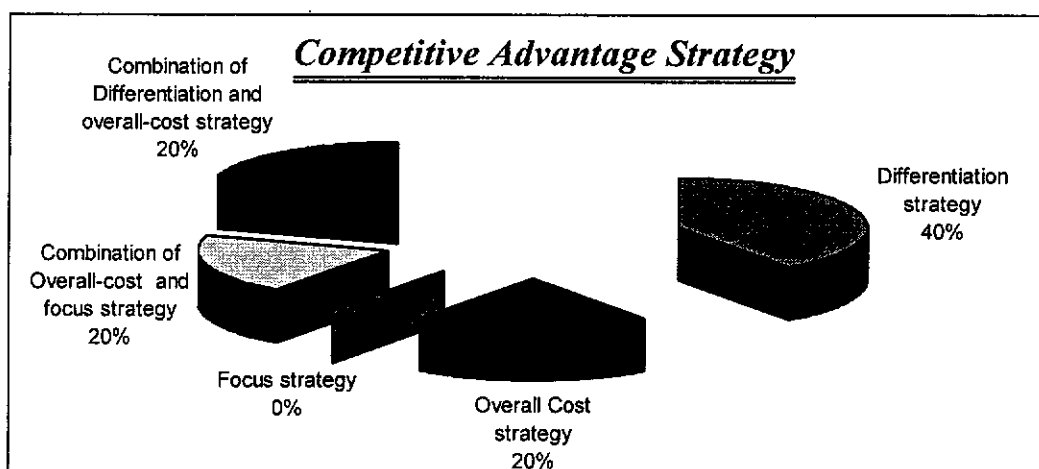 Competitive Advantage Strategy
Combination of
Differentiation and
overall-cost strategy
20%
Differentiation
strategy
40%
Combination of
Overall-cost and
focus strategy
20%
Focus strategy
0%
Overall Cost
strategy
20%